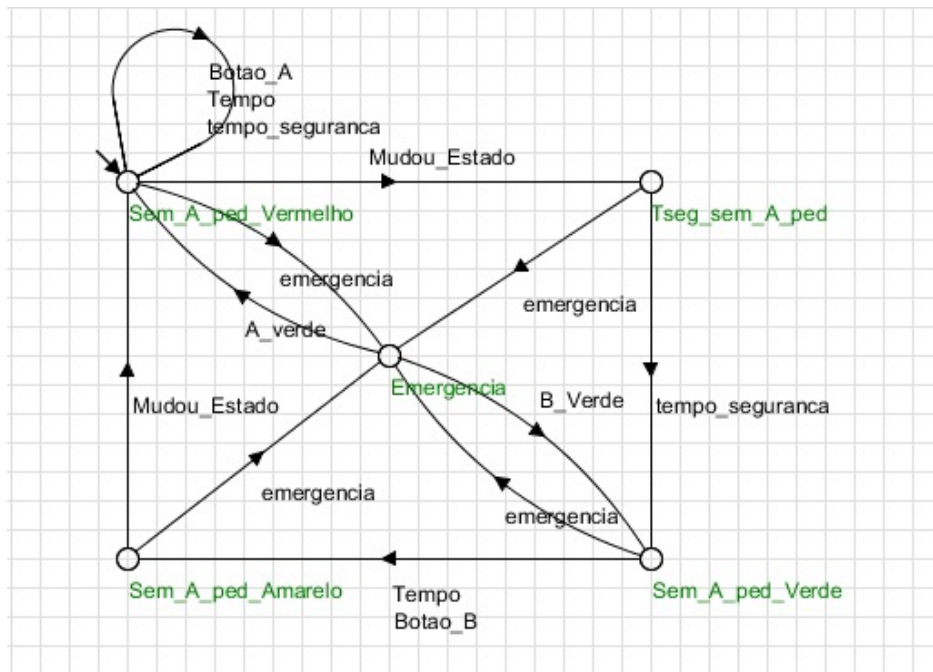 Botao_A
Tempo
tempo_seguranca
Mudou_Estado
Sem_A_ped_Vermelho
Tseg_sem_A_ped
emergencia
emergencia
A_verde
Emergencia
B_Verde
Mudou_Estado
tempo_seguranca
emergencia
emergencia
Sem_A_ped_Amarelo
Tempo
Botao_B
Sem_A_ped_Verde